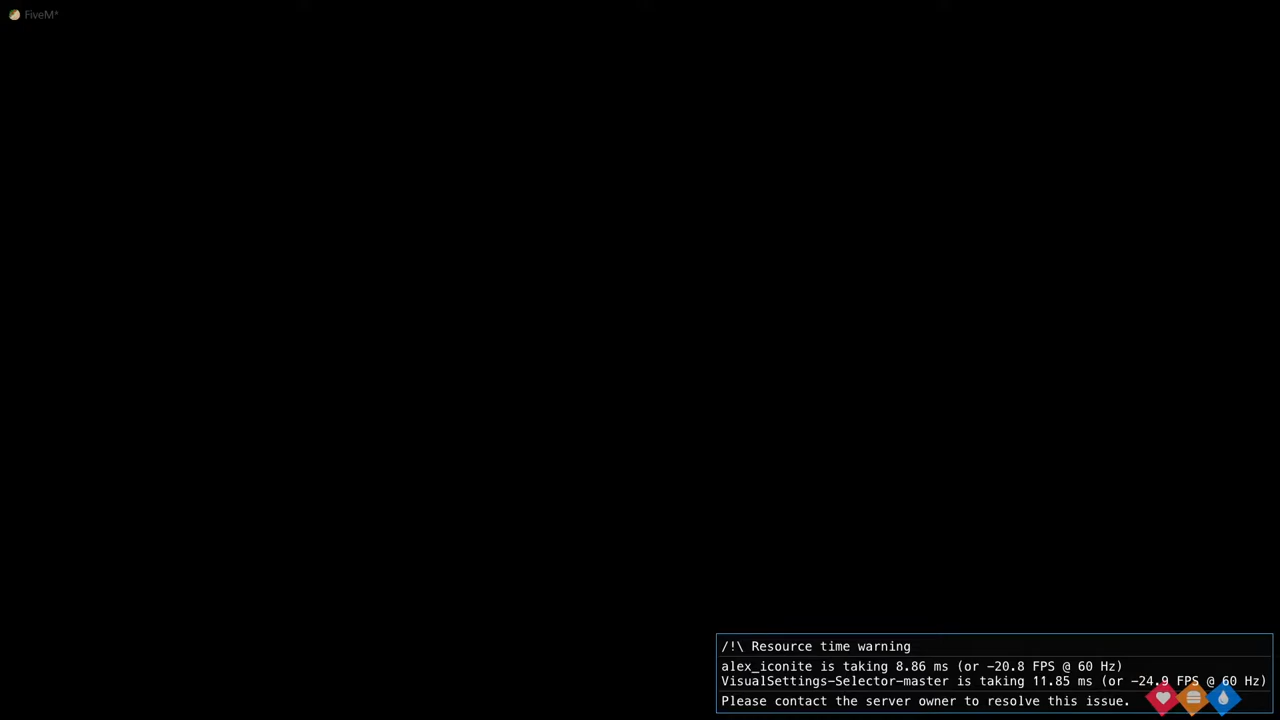 FiveM*
/!\ Resource time warning
alex_iconite is taking 8.86 ms (or -20.8 FPS @ 60 Hz)
VisualSettings-Selector-master is taking 11.85 ms (or -24.9 FPS @ 60 Hz)
Please contact the server owner to resolve this issue.